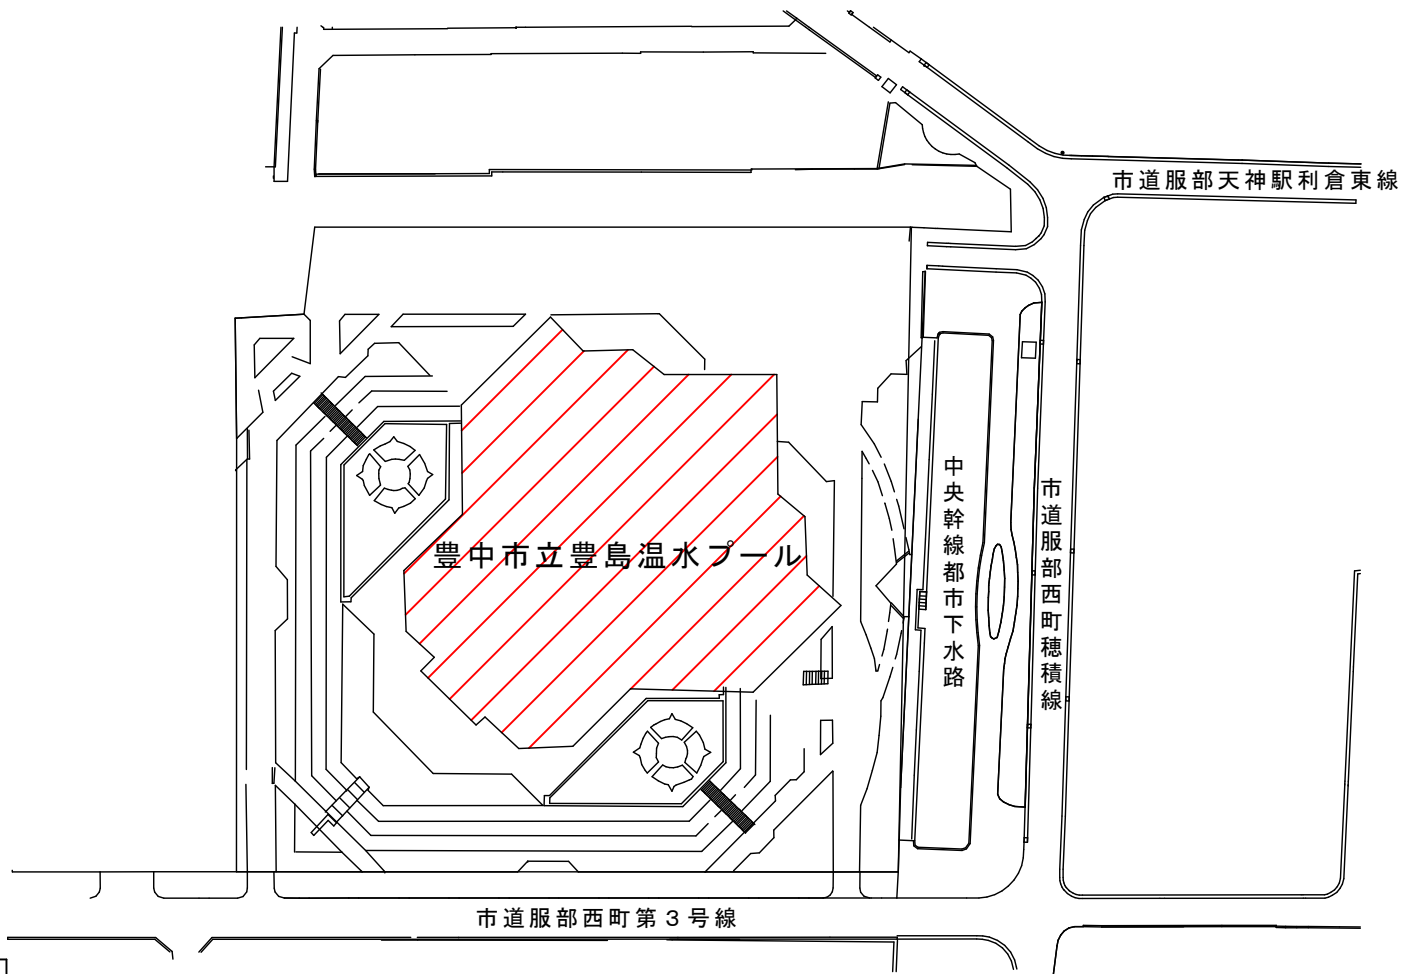 市道服部天神駅利倉東線
中央幹線都市下水路
市道服部西町穂積線
豊中市立豊島温水プール
市道服部西町第３号線